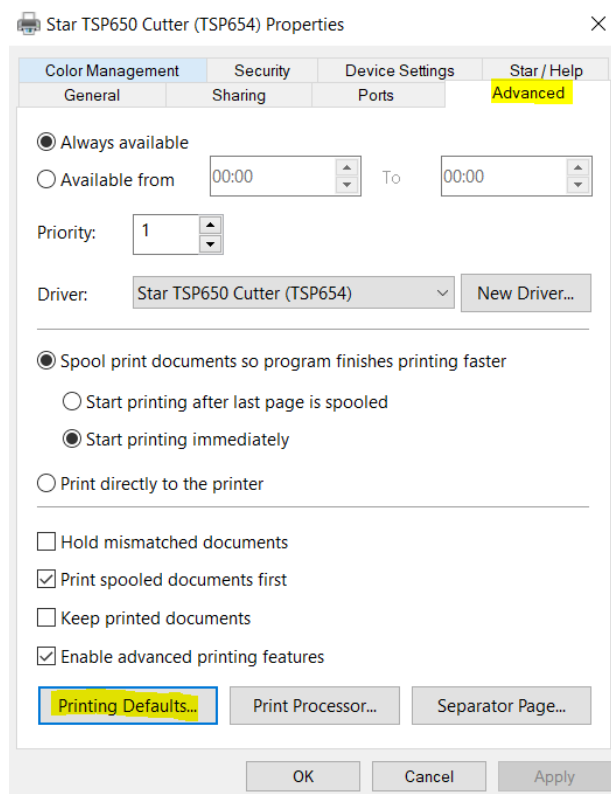 Star TSP650 Cutter (TSP654) Properties
Color Management Security Device Settings Star / Help
General Sharing Ports Advanced
Always available
Available from 00:00 To 00:00
Priority: 1
Driver: Star TSP650 Cutter (TSP654) New Driver...
Spool print documents so program finishes printing faster
Start printing after last page is spooled
Start printing immediately
Print directly to the printer
Hold mismatched documents
Print spooled documents first
Keep printed documents
Enable advanced printing features
Printing Defaults... Print Processor... Separator Page...
OK Cancel Apply